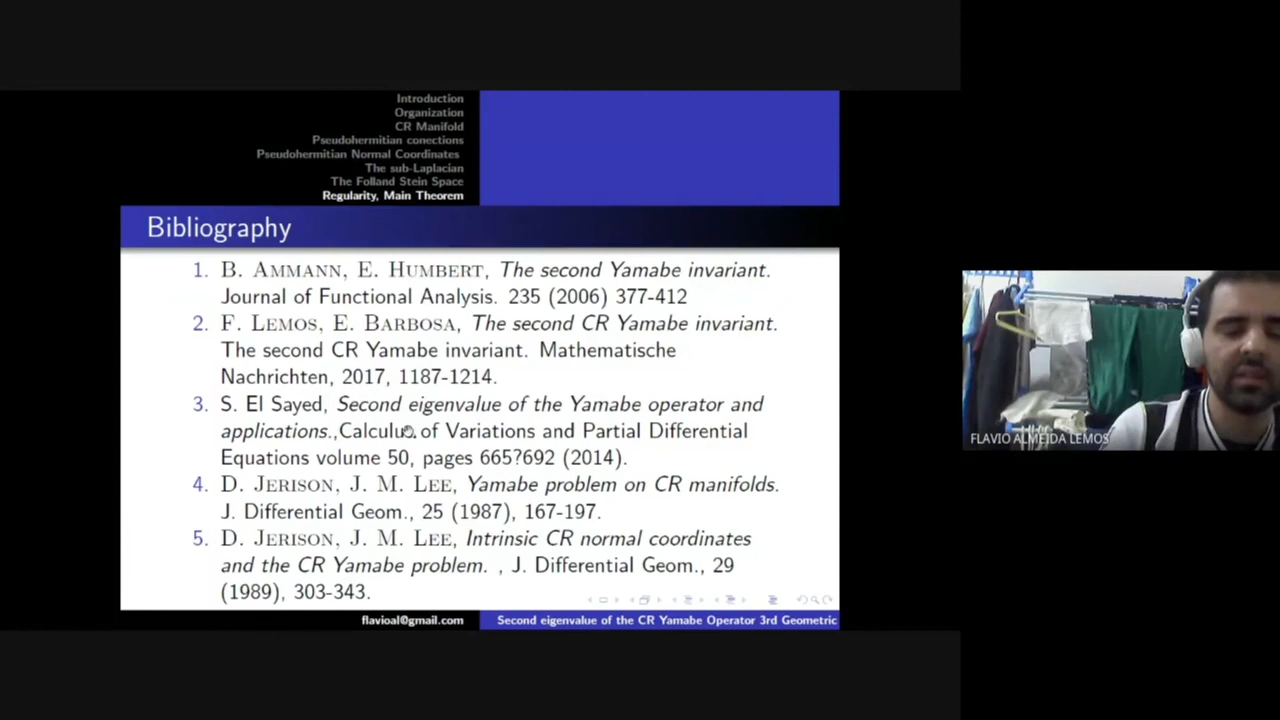 Introduction
Organization
CR Manifold
Pseudohermitian conections
Pseudohermitian Normal Coordinates
The sub-Laplacian
The Folland Stein Space
Regularity, Main Theorem
Bibliography
1. B. Ammann, E. Humbert, The second Yamabe invariant.
Journal of Functional Analysis. 235 (2006) 377-412
2. F. Lemos, E. Barbosa, The second CR Yamabe invariant.
The second CR Yamabe invariant. Mathematische
Nachrichten, 2017, 1187-1214.
3. S. El Sayed, Second eigenvalue of the Yamabe operator and
applications.,Calculus of Variations and Partial Differential
Equations volume 50, pages 665?692 (2014).
4. D. Jerison, J. M. Lee, Yamabe problem on CR manifolds.
J. Differential Geom., 25 (1987), 167-197.
5. D. Jerison, J. M. Lee, Intrinsic CR normal coordinates
and the CR Yamabe problem. , J. Differential Geom., 29
(1989), 303-343.
flavioal@gmail.com Second eigenvalue of the CR Yamabe Operator 3rd Geometric
FLAVIO ALMEIDA LEMOS